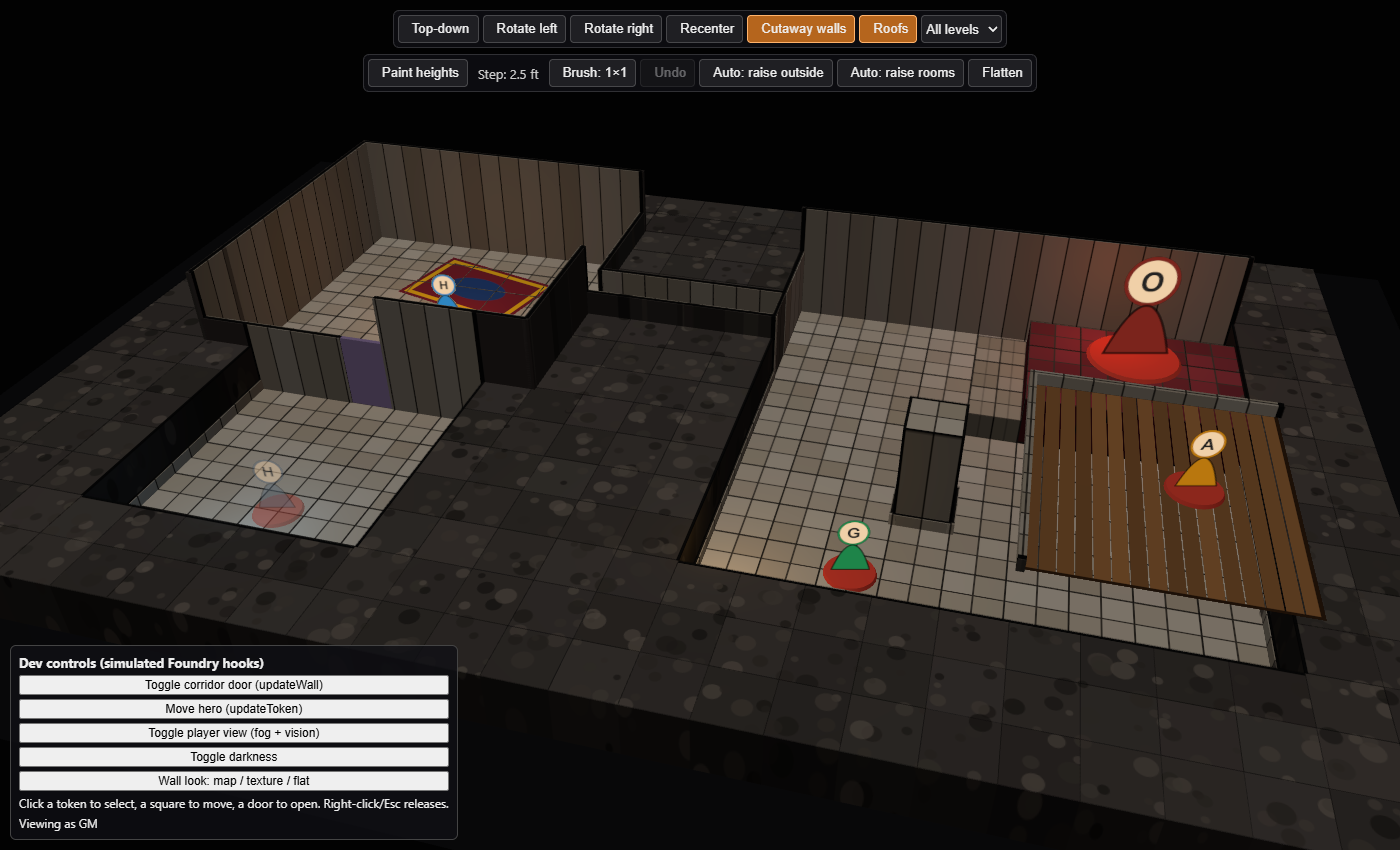 Top-down Rotate left Rotate right Recenter Cutaway walls Roofs All levels
Paint heights Step: 2.5 ft Brush: 1×1 Undo Auto: raise outside Auto: raise rooms Flatten
O
H
A
H
G
Dev controls (simulated Foundry hooks)
Toggle corridor door (updateWall)
Move hero (updateToken)
Toggle player view (fog + vision)
Toggle darkness
Wall look: map / texture / flat
Click a token to select, a square to move, a door to open. Right-click/Esc releases.
Viewing as GM